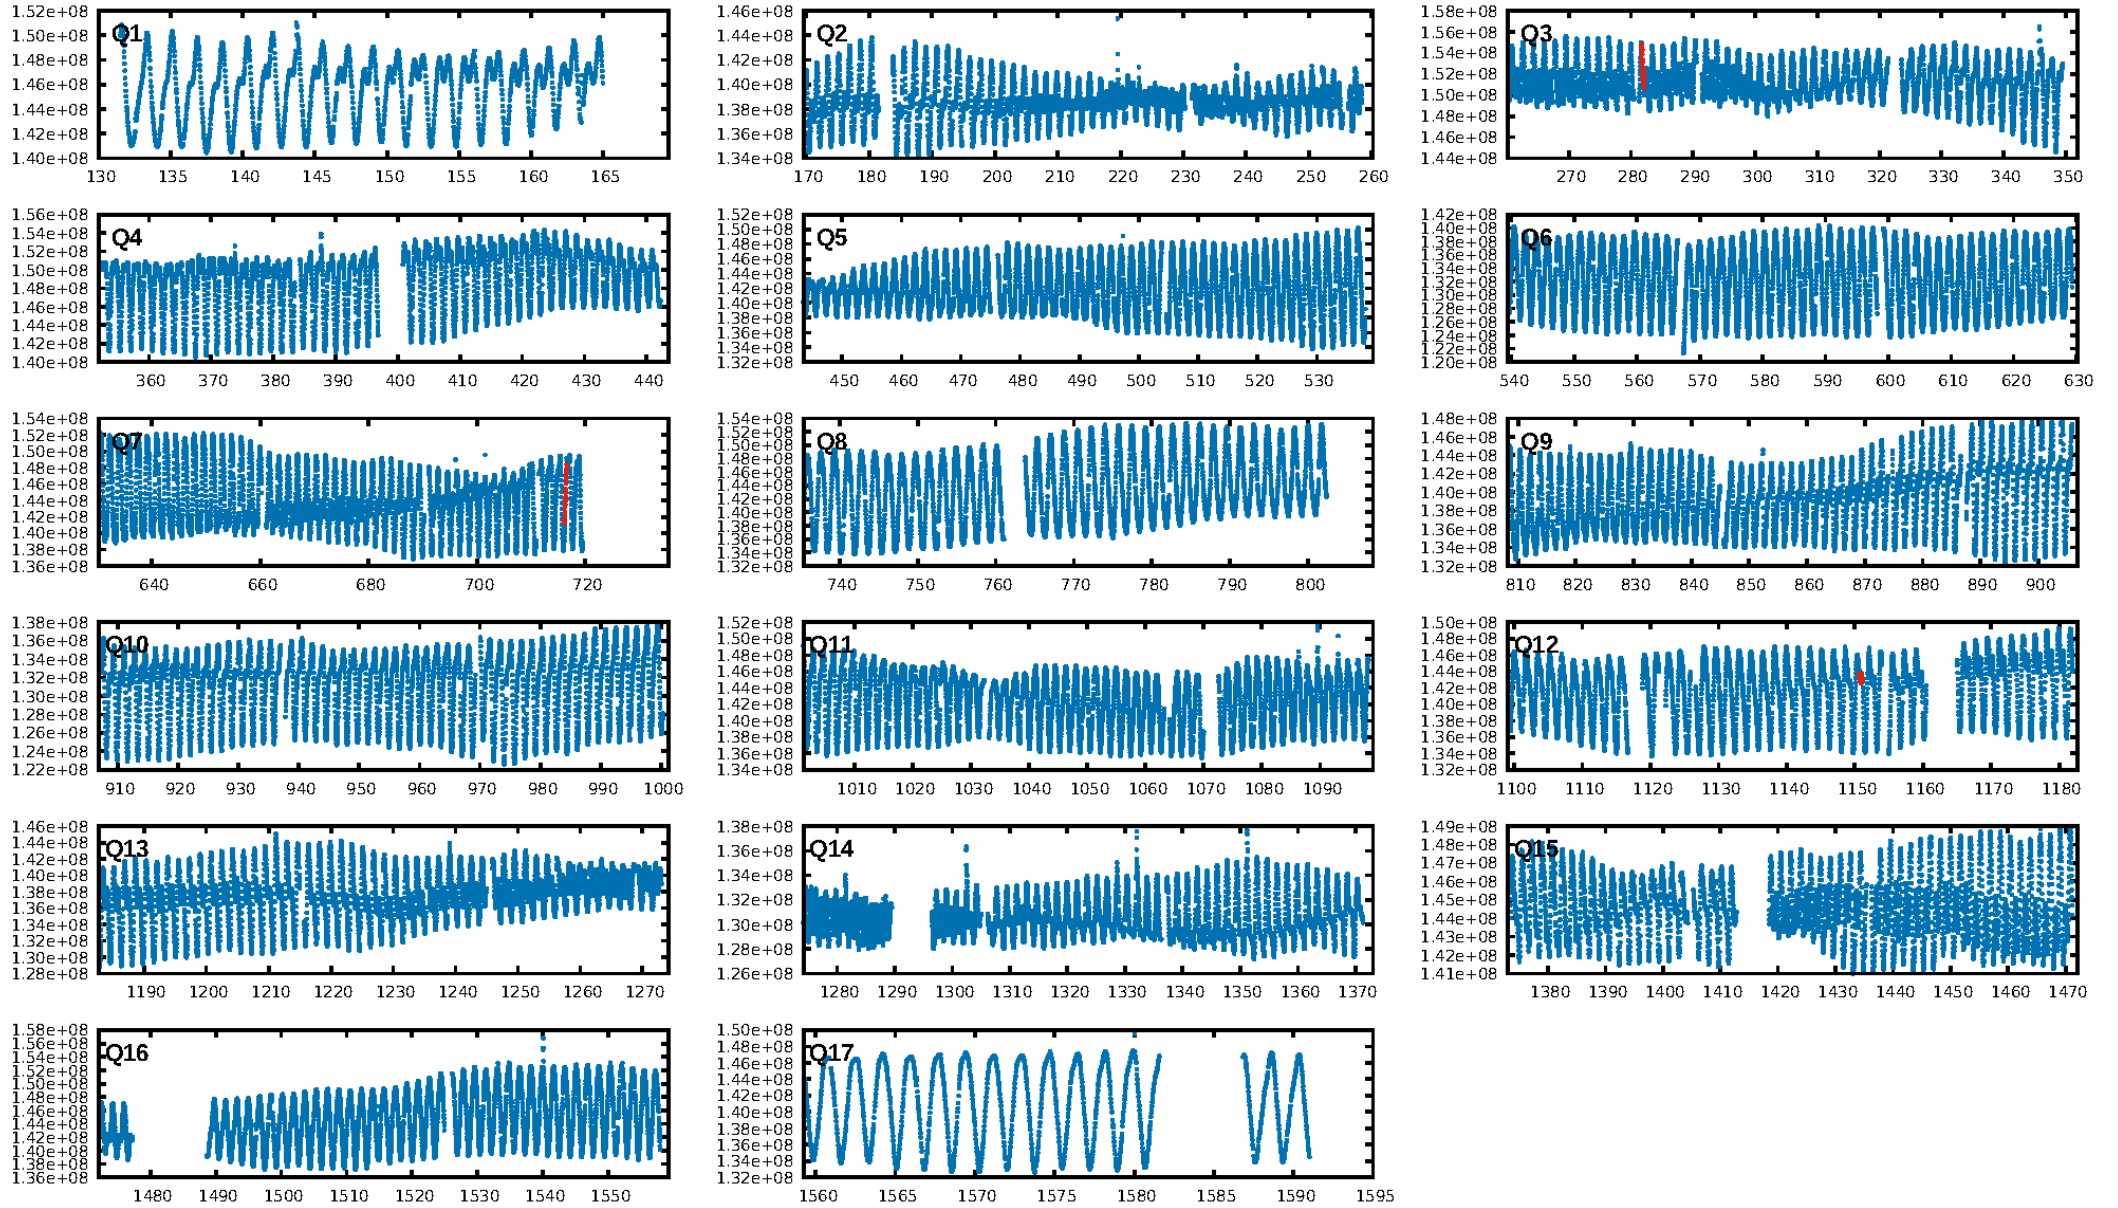 1.52e+08 1.50e+08 1.48e+08 1.46e+08 1.44e+08 1.42e+08 1.40e+08
Q1
130 135 140 145 150 155 160 165
1.46e+08 1.44e+08 1.42e+08 1.40e+08 1.38e+08 1.36e+08 1.34e+08
Q2
170 180 190 200 210 220 230 240 250 260
1.58e+08 1.56e+08 1.54e+08 1.52e+08 1.50e+08 1.48e+08 1.46e+08 1.44e+08
Q3
270 280 290 300 310 320 330 340 350
1.56e+08 1.54e+08 1.52e+08 1.50e+08 1.48e+08 1.46e+08 1.44e+08 1.42e+08 1.40e+08
Q4
360 370 380 390 400 410 420 430 440
1.52e+08 1.50e+08 1.48e+08 1.46e+08 1.44e+08 1.42e+08 1.40e+08 1.38e+08 1.36e+08 1.34e+08 1.32e+08
Q5
450 460 470 480 490 500 510 520 530
1.42e+08 1.40e+08 1.38e+08 1.36e+08 1.34e+08 1.32e+08 1.30e+08 1.28e+08 1.26e+08 1.24e+08 1.22e+08 1.20e+08
Q6
540 550 560 570 580 590 600 610 620 630
1.54e+08 1.52e+08 1.50e+08 1.48e+08 1.46e+08 1.44e+08 1.42e+08 1.40e+08 1.38e+08 1.36e+08
Q7
640 660 680 700 720
1.54e+08 1.52e+08 1.50e+08 1.48e+08 1.46e+08 1.44e+08 1.42e+08 1.40e+08 1.38e+08 1.36e+08 1.34e+08 1.32e+08
Q8
740 750 760 770 780 790 800
1.48e+08 1.46e+08 1.44e+08 1.42e+08 1.40e+08 1.38e+08 1.36e+08 1.34e+08 1.32e+08
Q9
810 820 830 840 850 860 870 880 890 900
1.38e+08 1.36e+08 1.34e+08 1.32e+08 1.30e+08 1.28e+08 1.26e+08 1.24e+08 1.22e+08
Q10
910 920 930 940 950 960 970 980 990 1000
1.52e+08 1.50e+08 1.48e+08 1.46e+08 1.44e+08 1.42e+08 1.40e+08 1.38e+08 1.36e+08 1.34e+08
Q11
1010 1020 1030 1040 1050 1060 1070 1080 1090
1.50e+08 1.48e+08 1.46e+08 1.44e+08 1.42e+08 1.40e+08 1.38e+08 1.36e+08 1.34e+08 1.32e+08
Q12
1100 1110 1120 1130 1140 1150 1160 1170 1180
1.46e+08 1.44e+08 1.42e+08 1.40e+08 1.38e+08 1.36e+08 1.34e+08 1.32e+08 1.30e+08 1.28e+08
Q13
1190 1200 1210 1220 1230 1240 1250 1260 1270
1.38e+08 1.36e+08 1.34e+08 1.32e+08 1.30e+08 1.28e+08 1.26e+08
Q14
1280 1290 1300 1310 1320 1330 1340 1350 1360 1370
1.49e+08 1.48e+08 1.47e+08 1.46e+08 1.45e+08 1.44e+08 1.43e+08 1.42e+08 1.41e+08
Q15
1380 1390 1400 1410 1420 1430 1440 1450 1460 1470
1.58e+08 1.56e+08 1.54e+08 1.52e+08 1.50e+08 1.48e+08 1.46e+08 1.44e+08 1.42e+08 1.40e+08 1.38e+08 1.36e+08
Q16
1480 1490 1500 1510 1520 1530 1540 1550
1.50e+08 1.48e+08 1.46e+08 1.44e+08 1.42e+08 1.40e+08 1.38e+08 1.36e+08 1.34e+08 1.32e+08
Q17
1560 1565 1570 1575 1580 1585 1590 1595